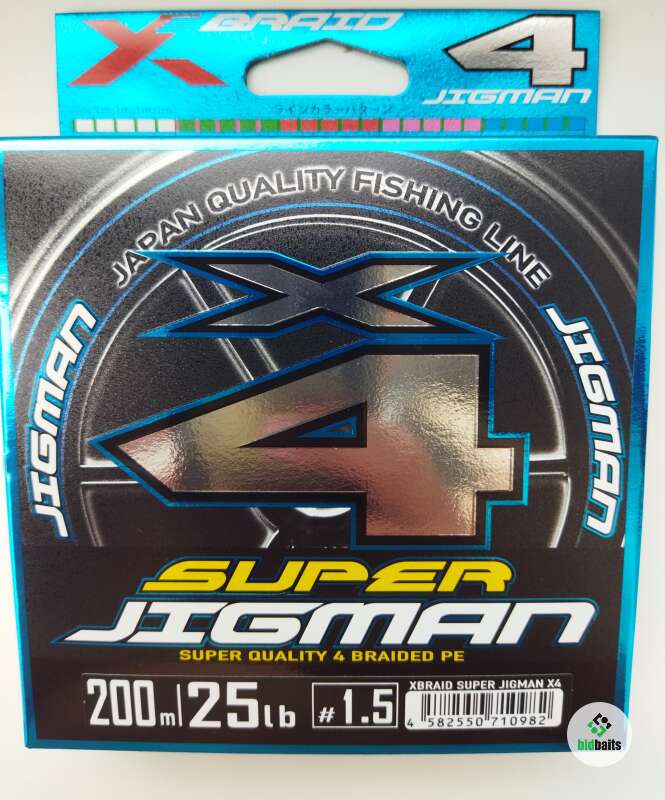 X BRAID
4
JIGMAN
ラインカラーパターン
JAPAN QUALITY FISHING LINE
JIGMAN
JIGMAN
X
4
SUPER
JIGMAN
SUPER QUALITY 4 BRAIDED PE
200m 25lb #1.5
XBRAID SUPER JIGMAN X4
4 582550 710982
bidbaits